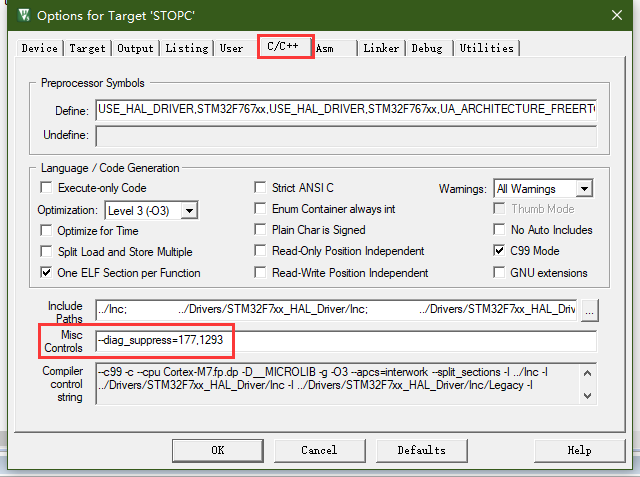 Options for Target 'STOPC'
Device Target Output Listing User C/C++ Asm Linker Debug Utilities
Preprocessor Symbols
Define: USE_HAL_DRIVER,STM32F767xx,USE_HAL_DRIVER,STM32F767xx,UA_ARCHITECTURE_FREERT
Undefine:
Language / Code Generation
Execute-only Code
Strict ANSI C
Warnings: All Warnings
Optimization: Level 3 (-O3)
Enum Container always int
Thumb Mode
Optimize for Time
Plain Char is Signed
No Auto Includes
Split Load and Store Multiple
Read-Only Position Independent
C99 Mode
One ELF Section per Function
Read-Write Position Independent
GNU extensions
Include Paths
../Inc; ../Drivers/STM32F7xx_HAL_Driver/Inc; ../Drivers/STM32F7xx_HAL_Driv
...
Misc Controls
--diag_suppress=177,1293
Compiler control string
--c99 -c --cpu Cortex-M7.fp.dp -D__MICROLIB -g -O3 --apcs=interwork --split_sections -I ../Inc -I
../Drivers/STM32F7xx_HAL_Driver/Inc -I ../Drivers/STM32F7xx_HAL_Driver/Inc/Legacy -I
OK Cancel Defaults Help